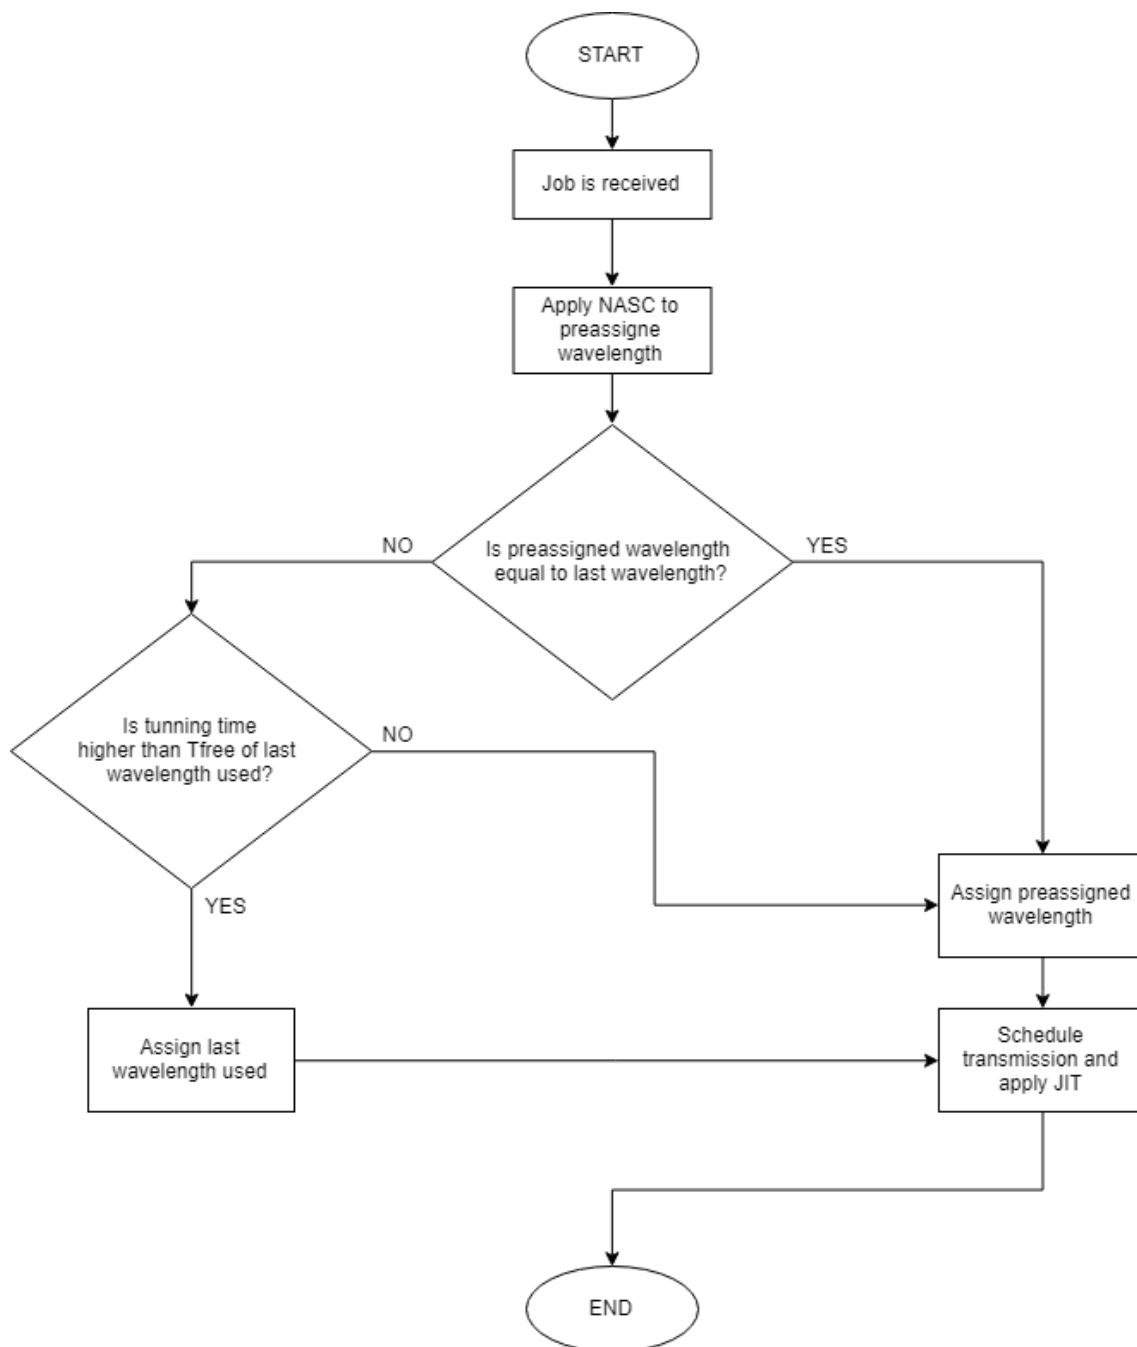 START
Job is received
Apply NASC to
preassigne
wavelength
Is preassigned wavelength
equal to last wavelength?
NO
YES
Is tunning time
higher than Tfree of last
wavelength used?
NO
YES
Assign preassigned
wavelength
Assign last
wavelength used
Schedule
transmission and
apply JIT
END